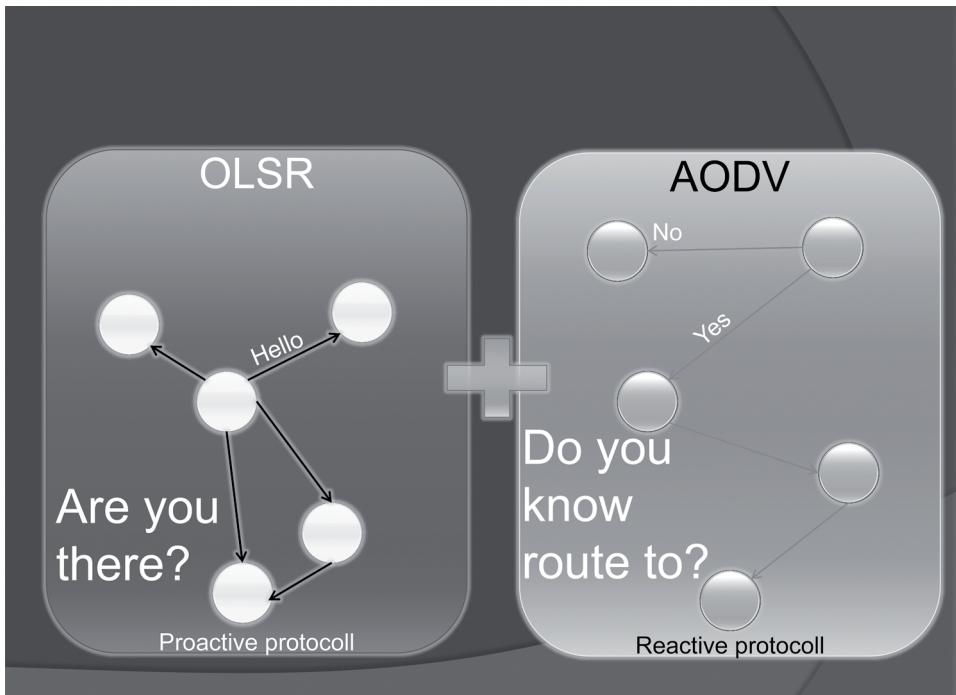 OLSR
Hello
Are you
there?
Proactive protocoll
AODV
No
Yes
Do you
know
route to?
Reactive protocoll